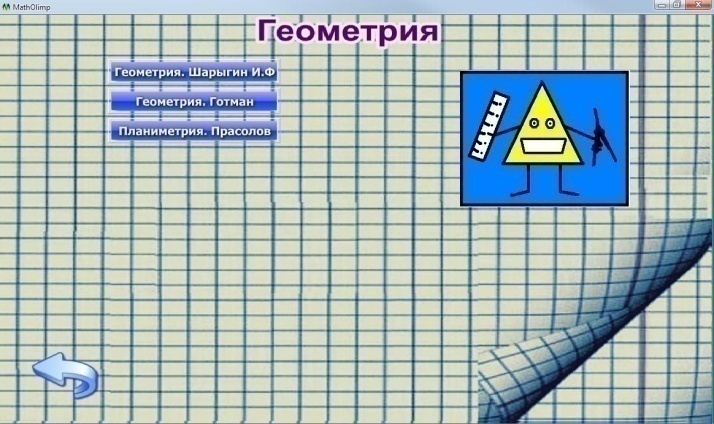 MathOlimp
Геометрия
Геометрия. Шарыгин И.Ф
Геометрия. Готман
Планиметрия. Прасолов